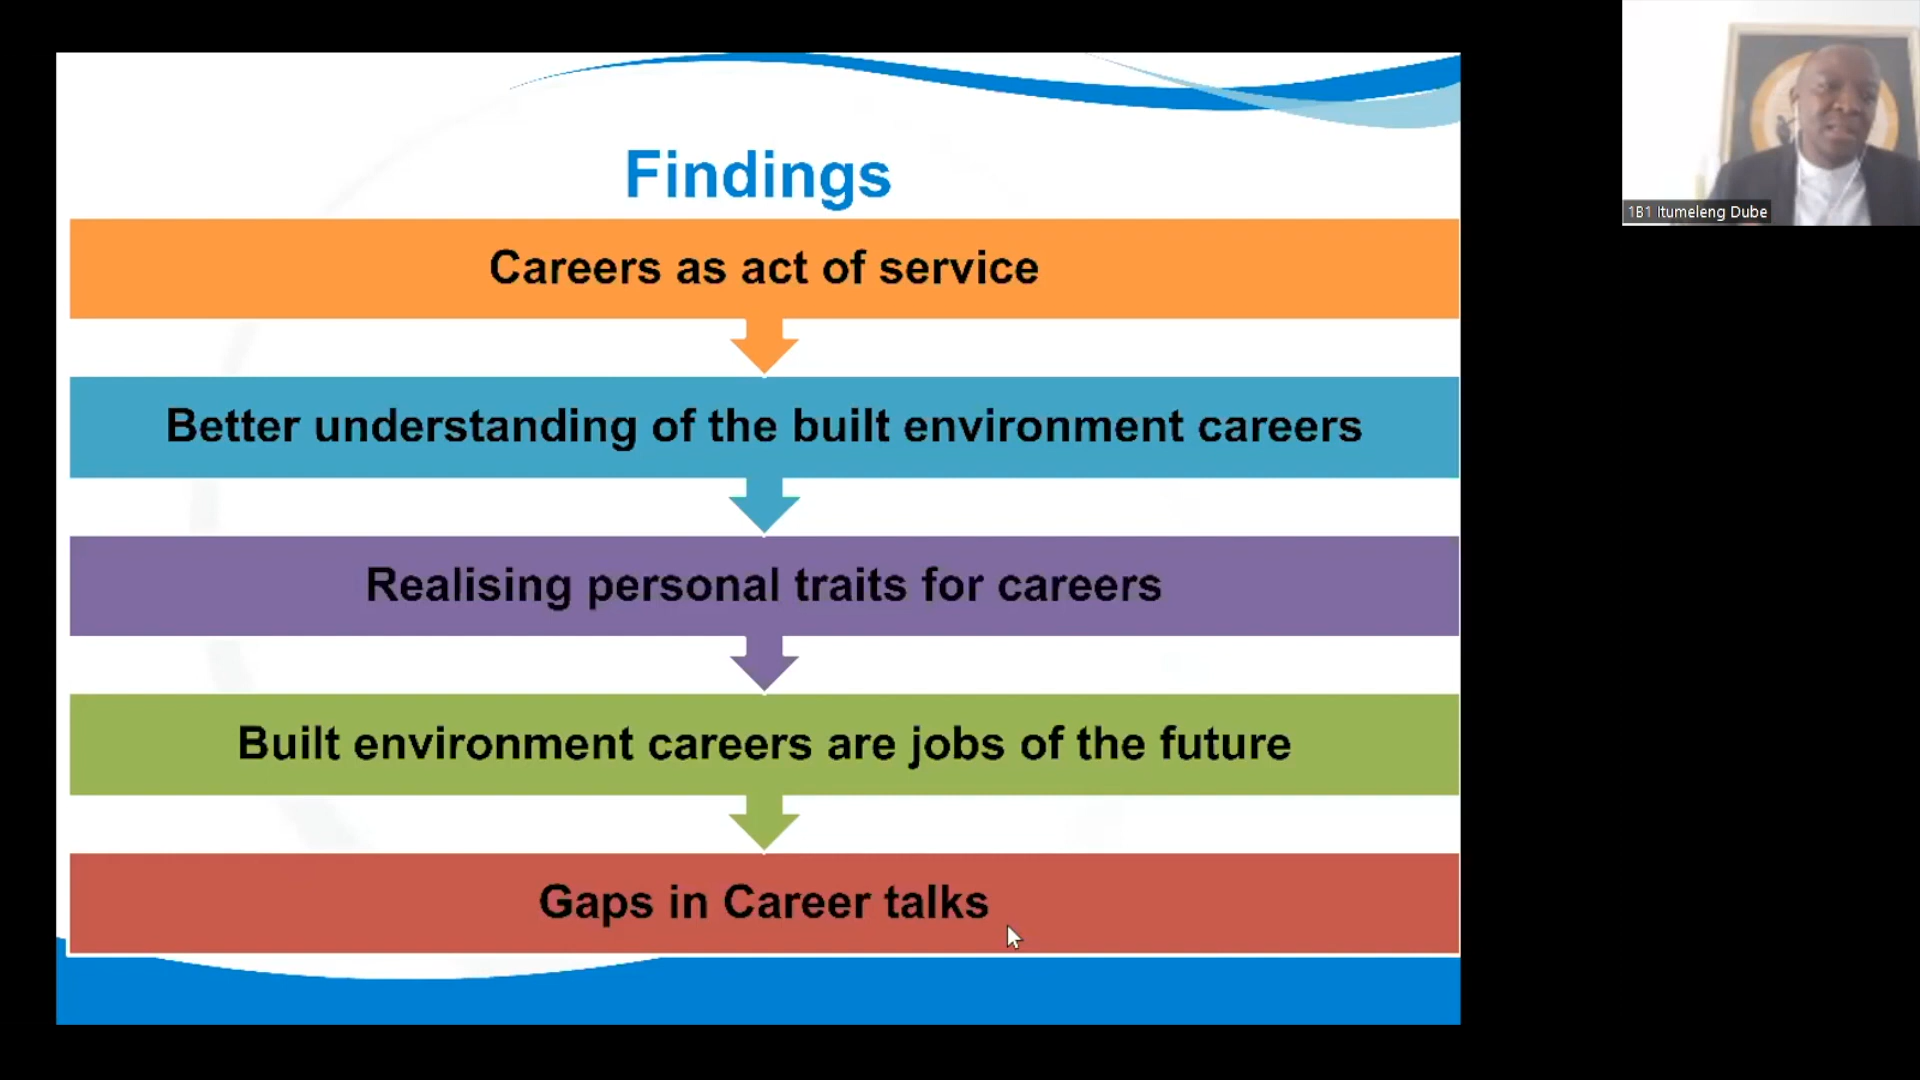 Findings
Careers as act of service
Better understanding of the built environment careers
Realising personal traits for careers
Built environment careers are jobs of the future
Gaps in Career talks
1B1 Itumeleng Dube